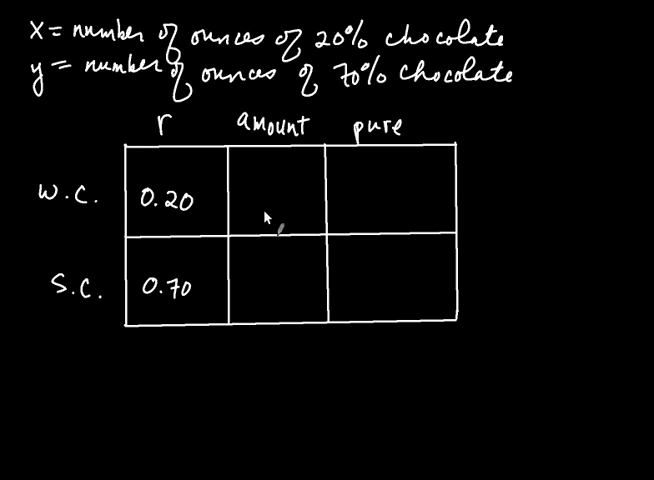 x = number of ounces of 20% chocolate
y = number of ounces of 70% chocolate
r amount pure
W.C. 0.20
S.C. 0.70